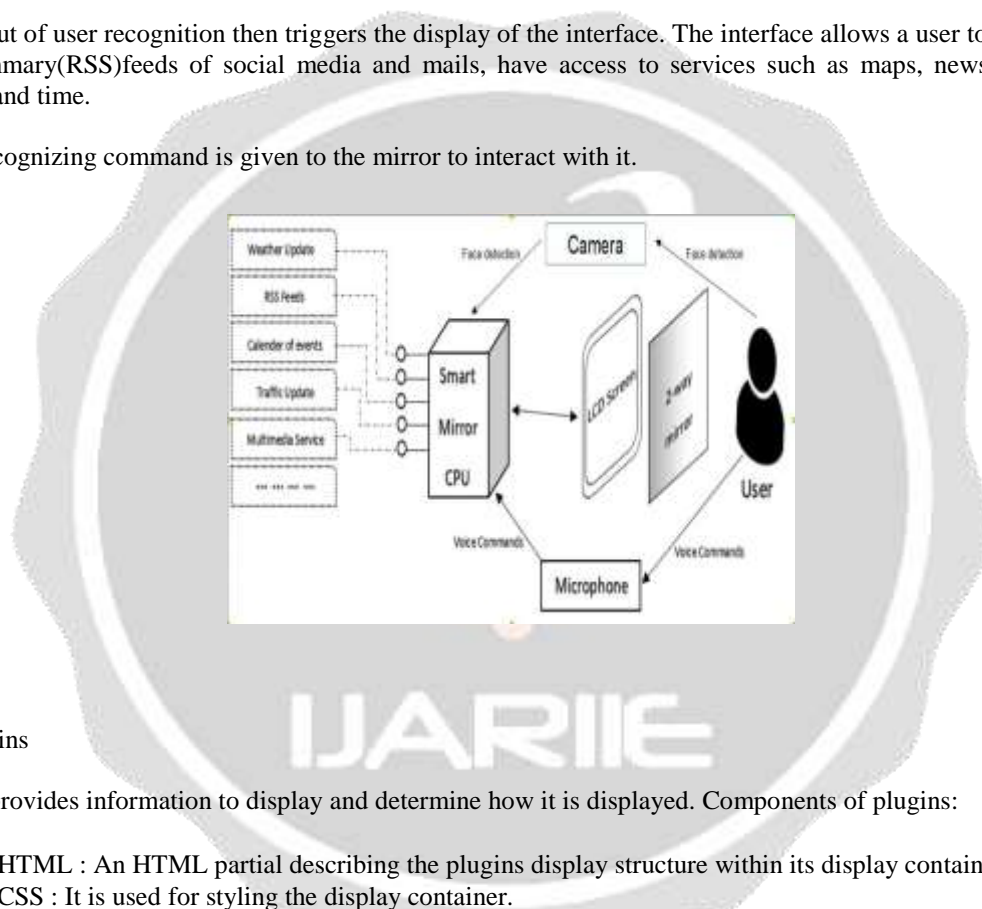 ut of user recognition then triggers the display of the interface. The interface allows a user to
nmary(RSS)feeds of social media and mails, have access to services such as maps, news
and time.
cognizing command is given to the mirror to interact with it.
Camera
Face detection
Face detection
Weather Update
RSS Feeds
Calender of events
Traffic Update
Multimedia Service
... ... ... ...
Smart
Mirror
CPU
LCD Screen
2-way
mirror
User
Voice Commands
Voice Commands
Microphone
IJARIIE
ins
rovides information to display and determine how it is displayed. Components of plugins:
HTML : An HTML partial describing the plugins display structure within its display contain
CSS : It is used for styling the display container.